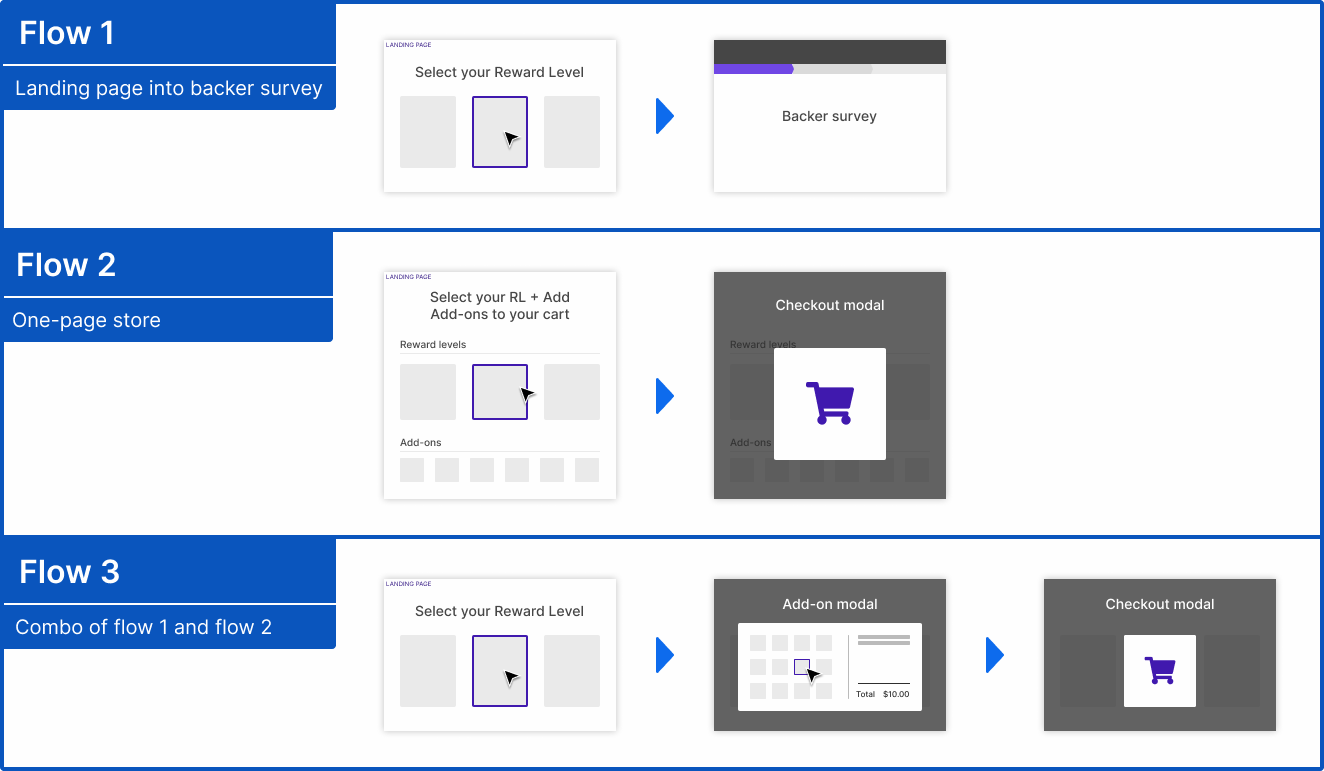 Flow 1
Landing page into backer survey
LANDING PAGE
Select your Reward Level
Backer survey
Flow 2
One-page store
LANDING PAGE
Select your RL + Add
Add-ons to your cart
Reward levels
Add-ons
Checkout modal
Reward levels
Add-ons
Flow 3
Combo of flow 1 and flow 2
LANDING PAGE
Select your Reward Level
Add-on modal
Total $10.00
Checkout modal